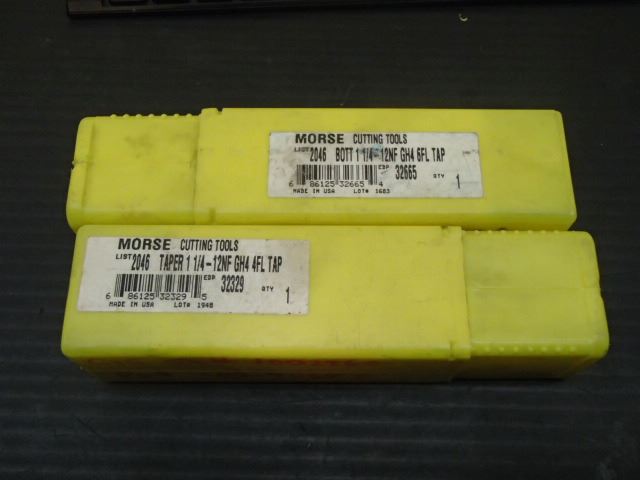 MORSE CUTTING TOOLS
LIST 2046 BOTT 1 1/4-12NF GH4 6FL TAP
EDP 32665 QTY 1
6 86125 32665 4
MADE IN USA LOT# 1683
MORSE CUTTING TOOLS
LIST 2046 TAPER 1 1/4-12NF GH4 4FL TAP
EDP 32329 QTY 1
6 86125 32329 5
MADE IN USA LOT# 1948